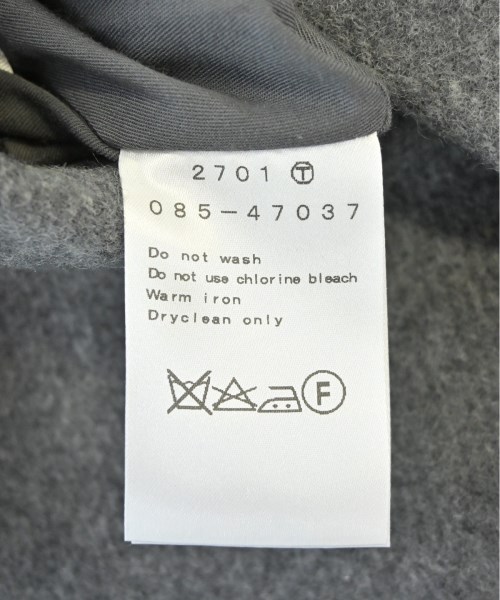 2701 Ⓣ
085-47037
Do not wash
Do not use chlorine bleach
Warm iron
Dryclean only
F